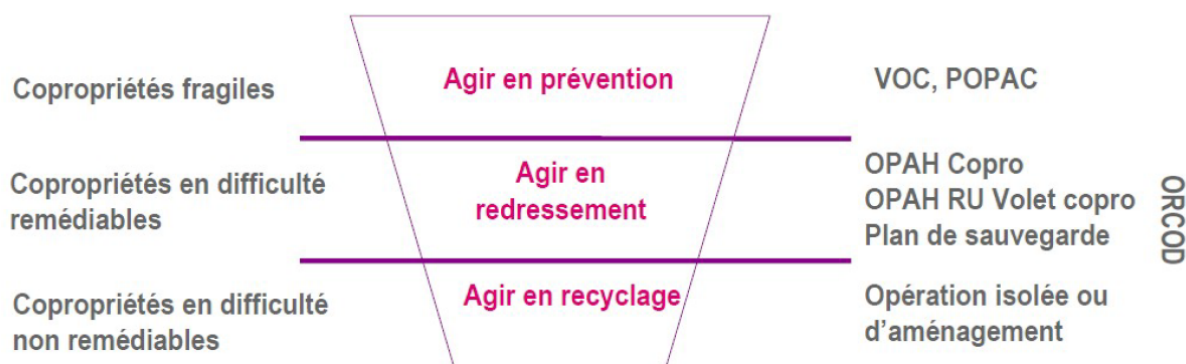 Copropriétés fragiles
Agir en prévention
VOC, POPAC
Copropriétés en difficulté
remédiables
Agir en
redressement
OPAH Copro
OPAH RU Volet copro
Plan de sauvegarde
ORCOD
Copropriétés en difficulté
non remédiables
Agir en recyclage
Opération isolée ou
d'aménagement